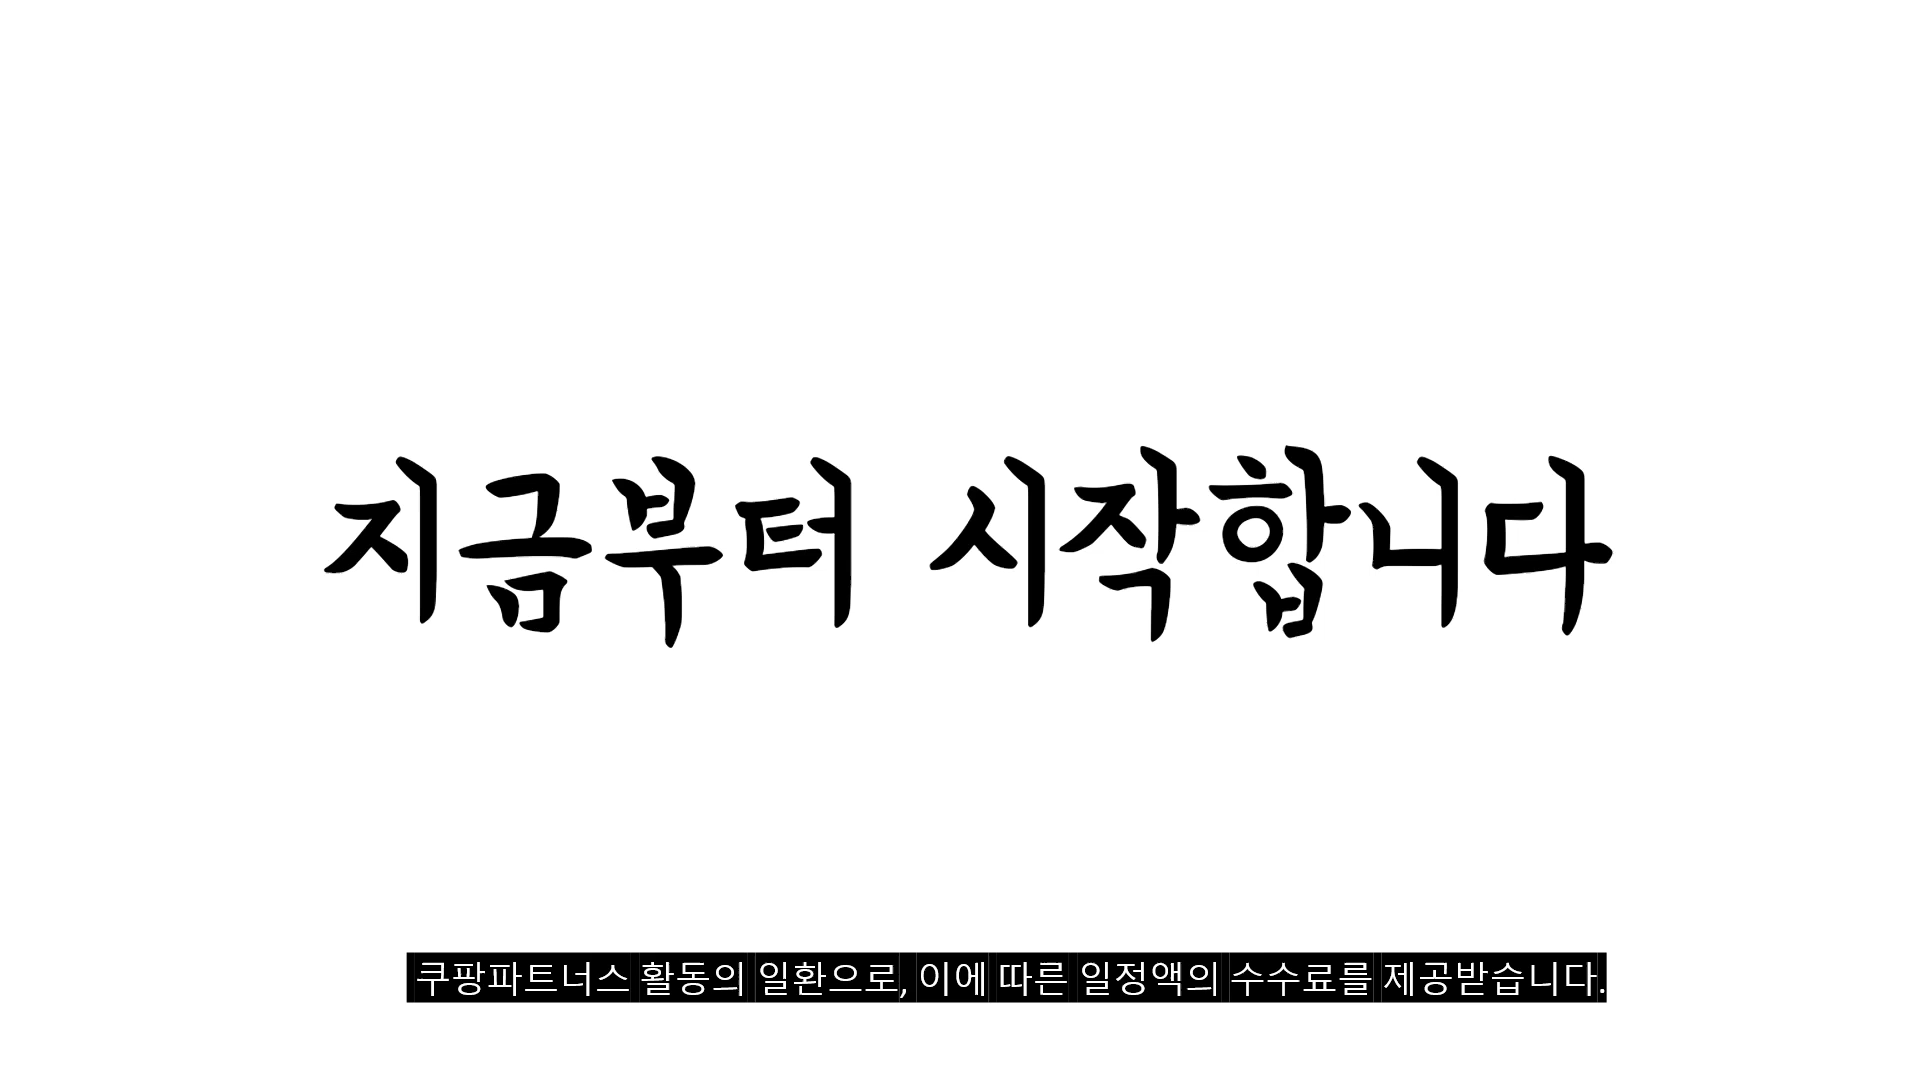 지금부터 시작합니다
쿠팡파트너스 활동의 일환으로, 이에 따른 일정액의 수수료를 제공받습니다.